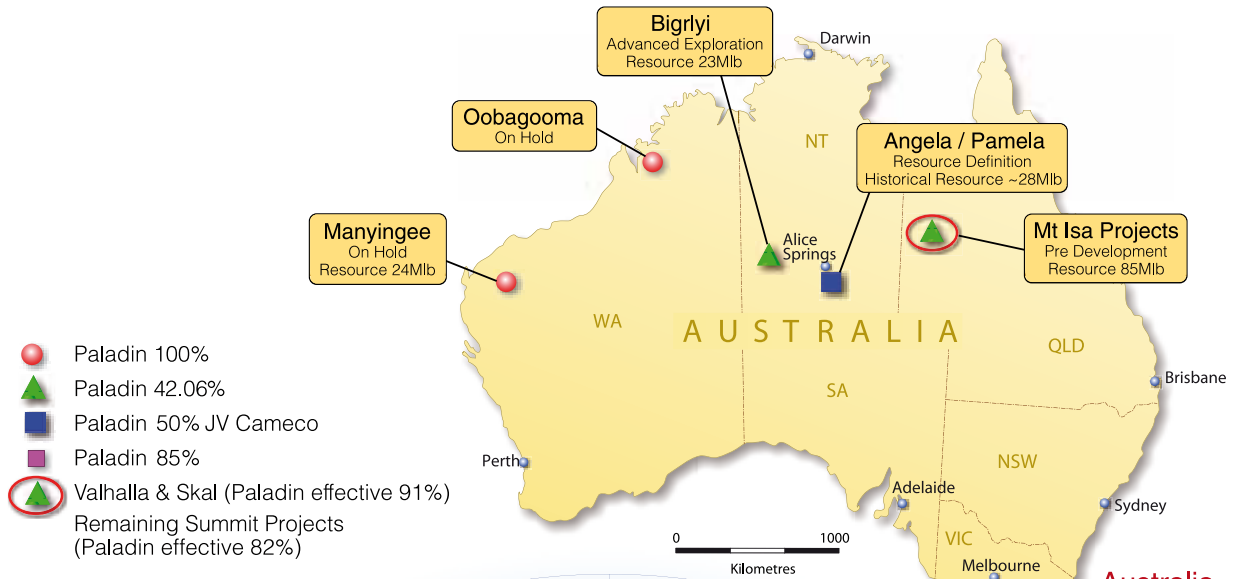 Bigrlyi
Advanced Exploration
Resource 23Mlb
Darwin
Oobagooma
On Hold
NT
Angela / Pamela
Resource Definition
Historical Resource ~28Mlb
Manyingee
On Hold
Resource 24Mlb
Alice
Springs
Mt Isa Projects
Pre Development
Resource 85Mlb
WA
AUSTRALIA
QLD
Paladin 100%
Paladin 42.06%
Brisbane
SA
Paladin 50% JV Cameco
Paladin 85%
Perth
NSW
Valhalla & Skal (Paladin effective 91%)
Remaining Summit Projects
(Paladin effective 82%)
Adelaide
Sydney
VIC
0 1000
Kilometres
Melbourne
Australia